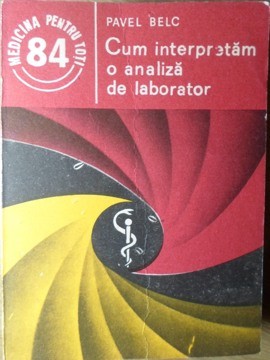 MEDICINA PENTRU TOȚI
84
PAVEL BELC
Cum interpretăm
o analiză
de laborator